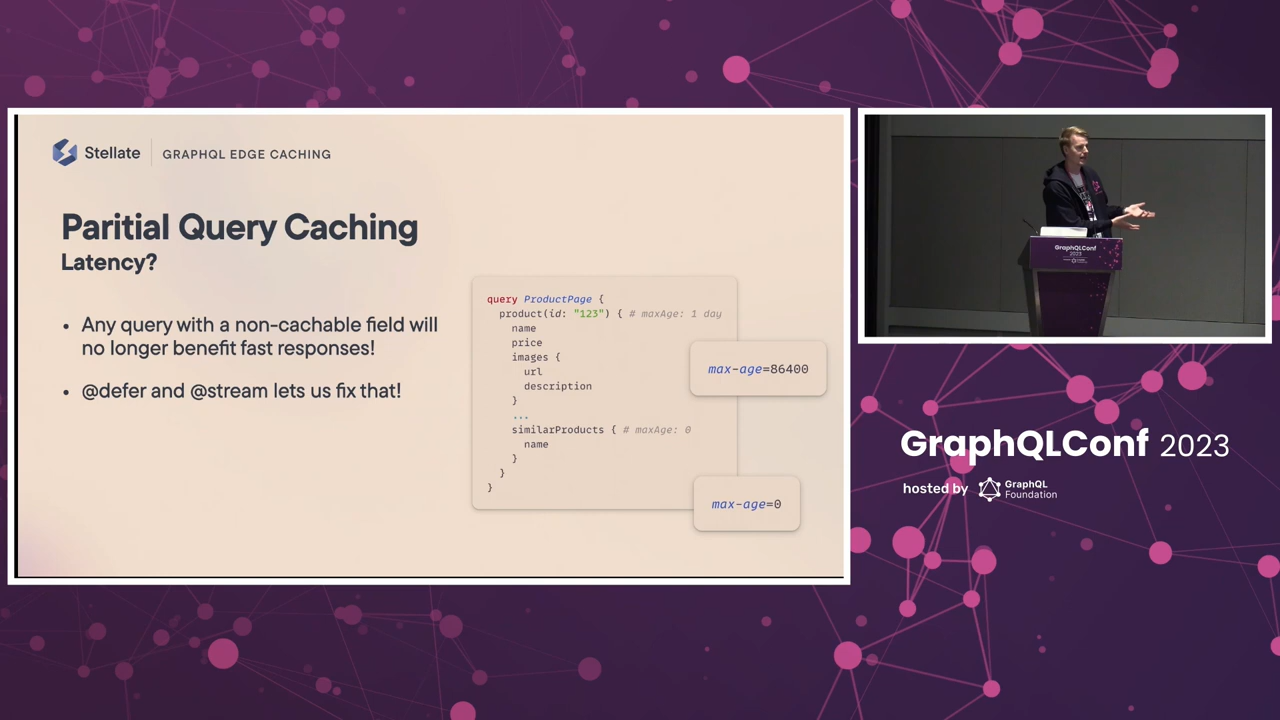 Stellate
GRAPHQL EDGE CACHING
Paritial Query Caching
Latency?
• Any query with a non-cachable field will
no longer benefit fast responses!
• @defer and @stream lets us fix that!
query ProductPage {
product(id: "123") { # maxAge: 1 day
name
price
images {
url
description
}
...
similarProducts { # maxAge: 0
name
}
}
}
max-age=86400
max-age=0
GraphQLConf
2023
GraphQLConf 2023
hosted by
GraphQL
Foundation